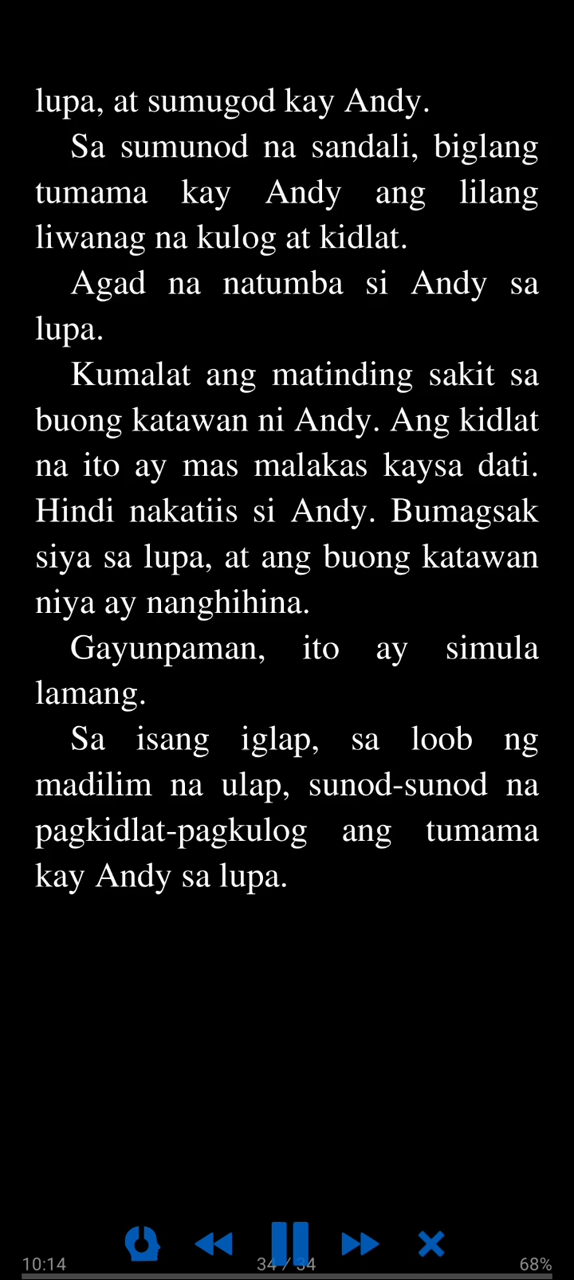 lupa, at sumugod kay Andy.
Sa sumunod na sandali, biglang
tumama kay Andy ang lilang
liwanag na kulog at kidlat.
Agad na natumba si Andy sa
lupa.
Kumalat ang matinding sakit sa
buong katawan ni Andy. Ang kidlat
na ito ay mas malakas kaysa dati.
Hindi nakatiis si Andy. Bumagsak
siya sa lupa, at ang buong katawan
niya ay nanghihina.
Gayunpaman, ito ay simula
lamang.
Sa isang iglap, sa loob ng
madilim na ulap, sunod-sunod na
pagkidlat-pagkulog ang tumama
kay Andy sa lupa.
10:14 34 / 34 68%